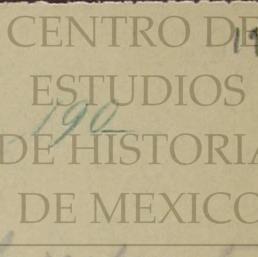 CENTRO DE
ESTUDIOS
190
DE HISTORIA
DE MEXICO